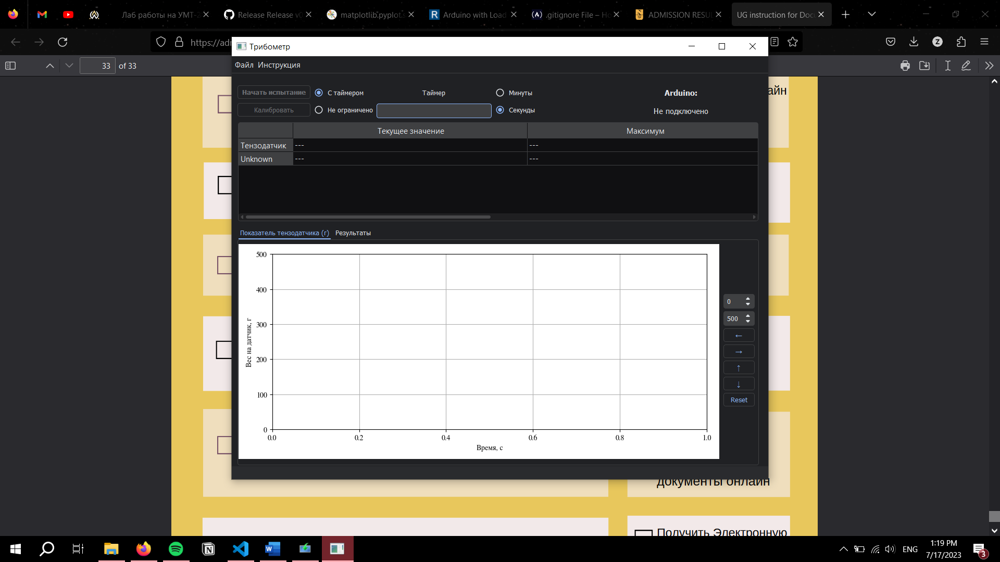 Лаб работы на УМТ-2
Release Release v0
matplotlib.pyplot.s
Arduino with Load
.gitignore File – Ho
ADMISSION RESUL
UG instruction for Doc
https://adr
33 of 33
Трибометр
Файл Инструкция
Начать испытание
С таймером
Таймер
Минуты
Arduino:
Калибровать
Не ограничено
Секунды
Не подключено
Текущее значение
Максимум
Тензодатчик
---
---
Unknown
---
---
Показатель тензодатчика (г)
Результаты
500
400
300
200
100
0
Вес на датчик, г
0.0
0.2
0.4
0.6
0.8
1.0
Время, с
0
500
←
→
↑
↓
Reset
айн
документы онлайн
Получить Электронную
ENG
1:19 PM
7/17/2023
3